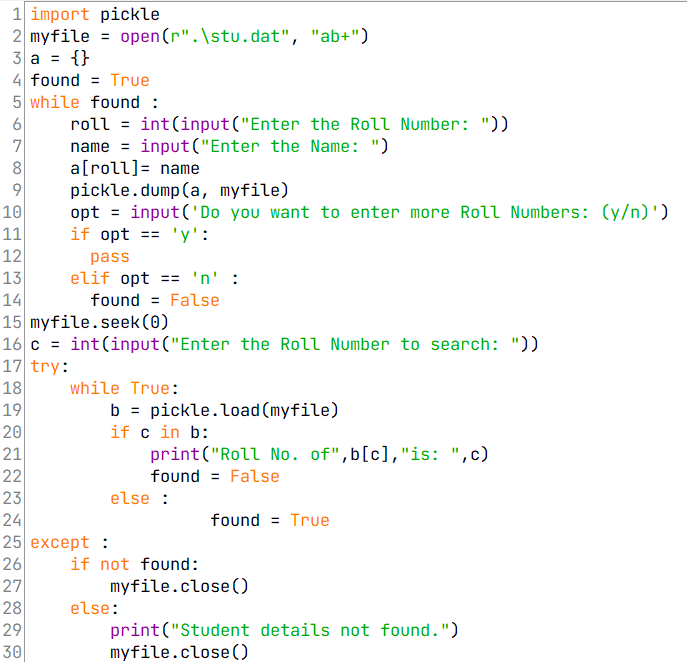 1 import pickle
2 myfile = open(r".\stu.dat", "ab+")
3 a = {}
4 found = True
5 while found :
6     roll = int(input("Enter the Roll Number: "))
7     name = input("Enter the Name: ")
8     a[roll]= name
9     pickle.dump(a, myfile)
10     opt = input('Do you want to enter more Roll Numbers: (y/n)')
11     if opt == 'y':
12       pass
13     elif opt == 'n' :
14       found = False
15 myfile.seek(0)
16 c = int(input("Enter the Roll Number to search: "))
17 try:
18     while True:
19         b = pickle.load(myfile)
20         if c in b:
21             print("Roll No. of",b[c],"is: ",c)
22             found = False
23         else :
24                   found = True
25 except :
26     if not found:
27         myfile.close()
28     else:
29         print("Student details not found.")
30         myfile.close()